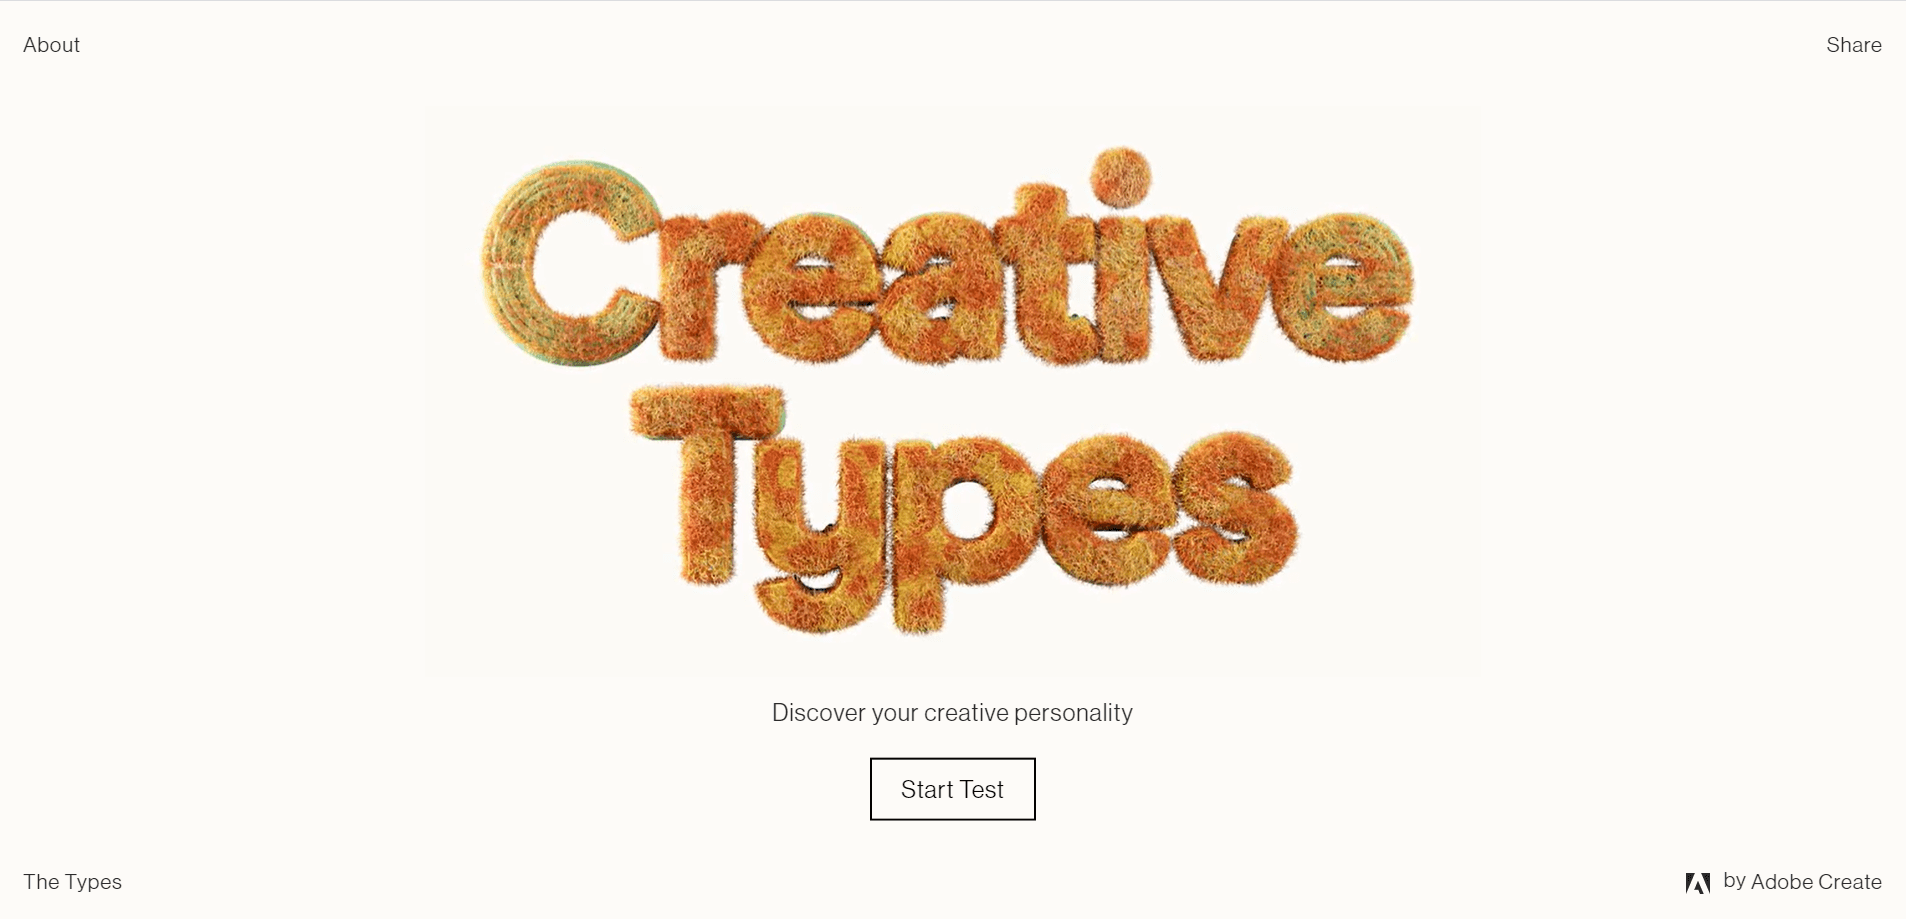 About
Share
Creative
Types
Discover your creative personality
Start Test
The Types
by Adobe Create